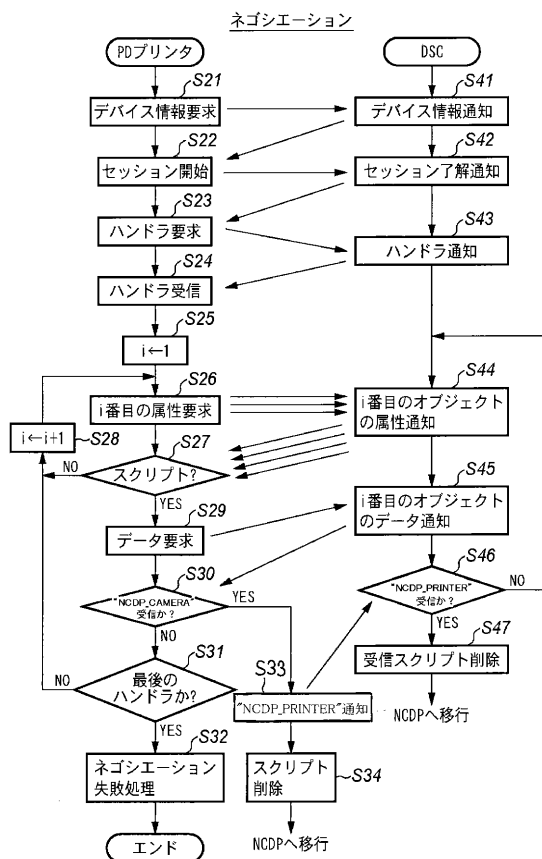 ネゴシエーション
PDプリンタ
S21
デバイス情報要求
S22
セッション開始
S23
ハンドラ要求
S24
ハンドラ受信
S25
i←1
S26
i番目の属性要求
i←i+1
S28
S27
スクリプト?
NO
YES
S29
データ要求
S30
"NCDP_CAMERA"
受信か?
YES
NO
S31
最後の
ハンドラか?
NO
YES
S32
ネゴシエーション
失敗処理
エンド
S33
"NCDP_PRINTER"通知
スクリプト
削除
S34
NCDPへ移行
DSC
S41
デバイス情報通知
S42
セッション了解通知
S43
ハンドラ通知
S44
i番目のオブジェクト
の属性通知
S45
i番目のオブジェクト
のデータ通知
S46
"NCDP_PRINTER"
受信か?
NO
YES
S47
受信スクリプト削除
NCDPへ移行